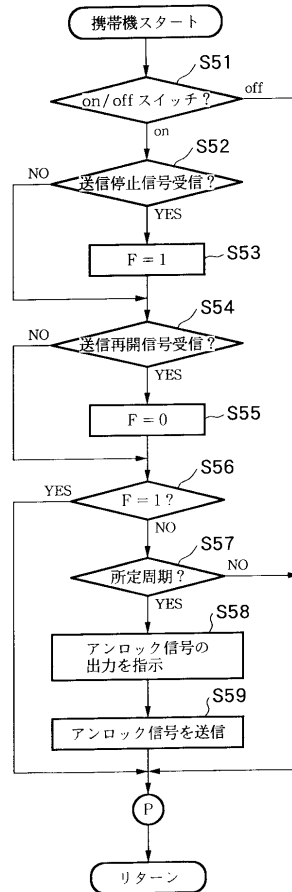 携帯機スタート
S51
on/offスイッチ?
off
on
S52
NO
送信停止信号受信?
YES
F=1
S53
S54
NO
送信再開信号受信?
YES
F=0
S55
S56
YES
F=1?
NO
S57
所定周期?
NO
YES
S58
アンロック信号の
出力を指示
S59
アンロック信号を送信
P
リターン